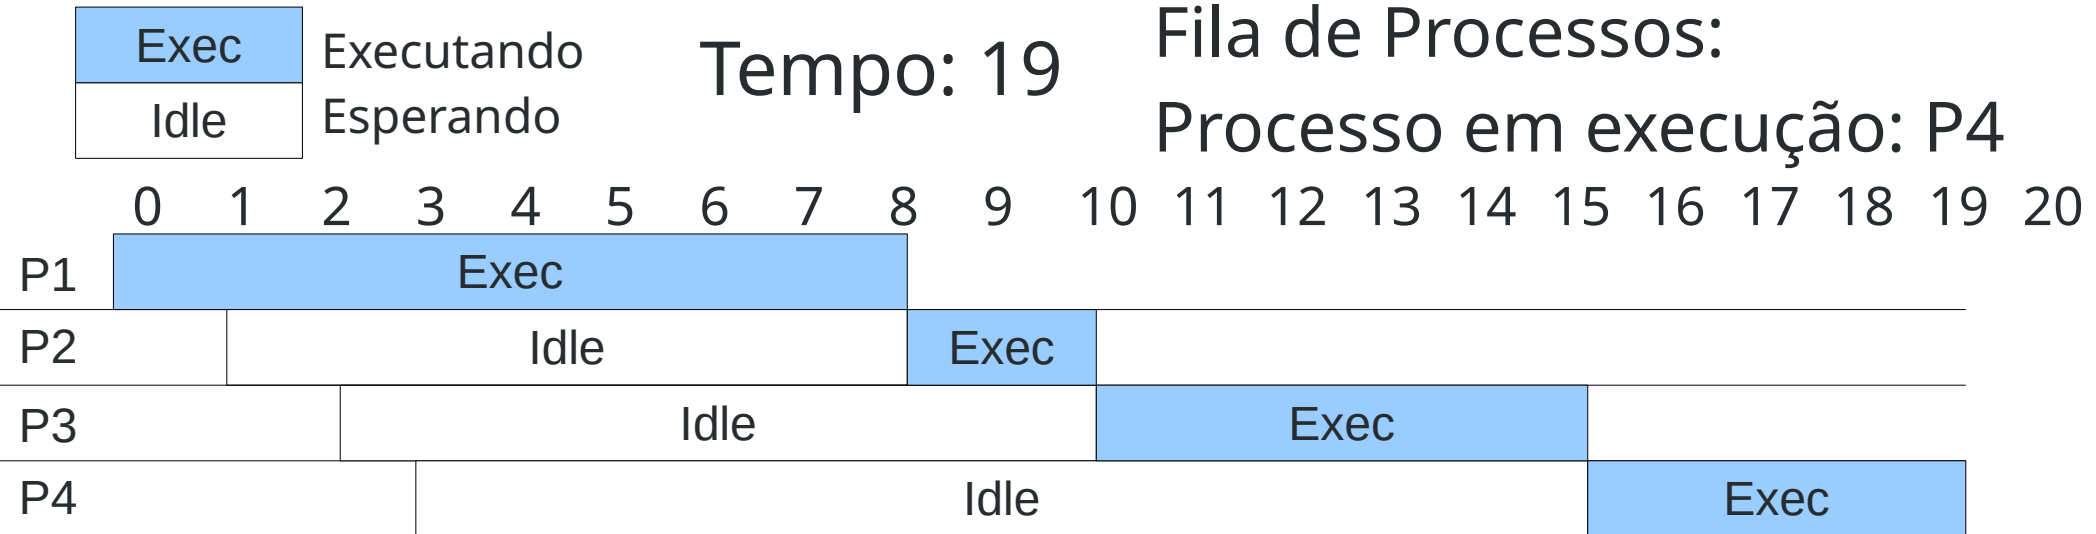 Exec Executando
Idle Esperando
Tempo: 19
Fila de Processos:
Processo em execução: P4
0 1 2 3 4 5 6 7 8 9 10 11 12 13 14 15 16 17 18 19 20
P1 Exec
P2 Idle Exec
P3 Idle Exec
P4 Idle Exec